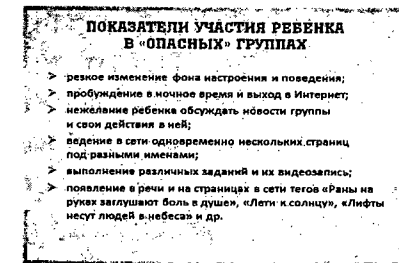 ПОКАЗАТЕЛИ УЧАСТИЯ РЕБЕНКА
В «ОПАСНЫХ» ГРУППАХ
➢ резкое изменение фона настроения и поведения;
➢ пробуждение в ночное время и выход в Интернет;
➢ нежелание ребенка обсуждать новости группы
и свои действия в ней;
➢ ведение в сети одновременно нескольких страниц
под разными именами;
➢ выполнение различных заданий и их видеозапись;
➢ появление в речи и на страницах в сети тегов «Раны на
руках заглушают боль в душе», «Лети к солнцу», «Лифты
несут людей в небеса» и др.